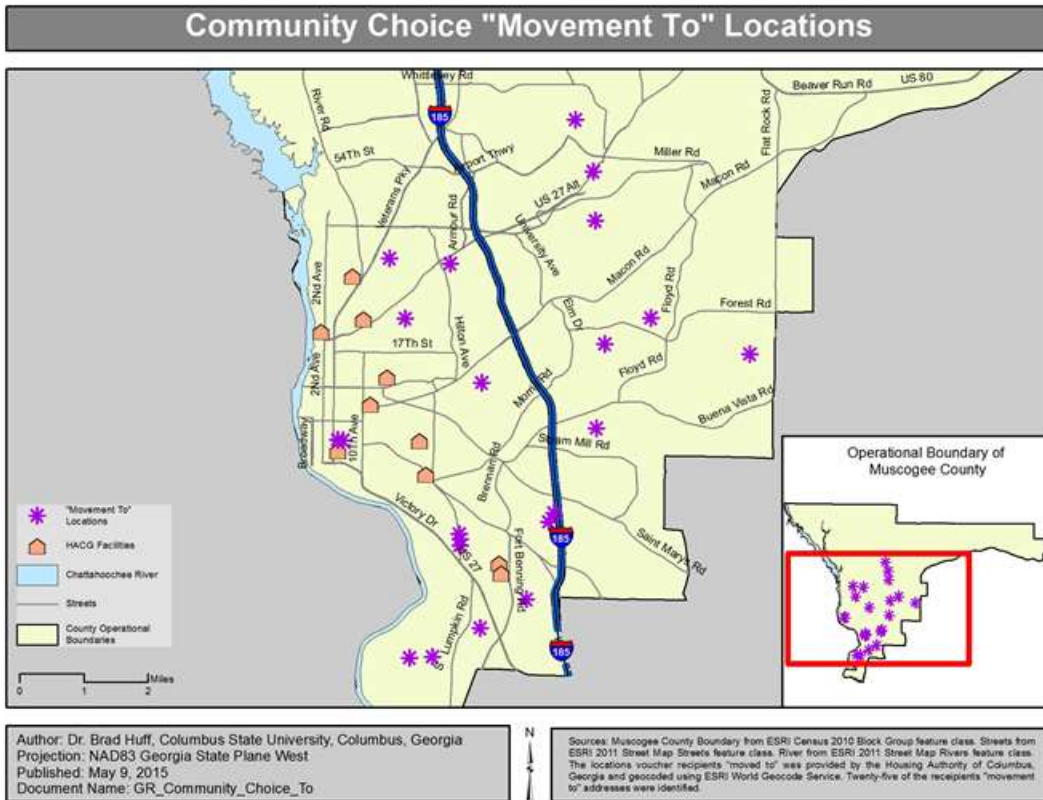 Community Choice "Movement To" Locations
Whittlesey Rd
US 80
Beaver Run Rd
River Rd
185
Flat Rock Rd
54Th St
Airport Thwy
Miller Rd
Macon Rd
Veterans Pky
Armour Rd
US 27 Alt
University Ave
Macon Rd
2Nd Ave
Floyd Rd
Forest Rd
Elm Dr
Hilton Ave
17Th St
2Nd Ave
Floyd Rd
Morris Rd
Buena Vista Rd
Broadway
10Th Ave
Steam Mill Rd
Brennan Rd
Victory Dr
US 27
Fort Benning Rd
185
Saint Marys Rd
S Lumpkin Rd
185
Operational Boundary of
Muscogee County
"Movement To"
Locations
HACG Facilities
Chattahoochee River
Streets
County Operational
Boundaries
Miles
0 1 2
Author: Dr. Brad Huff, Columbus State University, Columbus, Georgia
Projection: NAD83 Georgia State Plane West
Published: May 9, 2015
Document Name: GR_Community_Choice_To
N
Sources: Muscogee County Boundary from ESRI Census 2010 Block Group feature class. Streets from
ESRI 2011 Street Map Streets feature class. River from ESRI 2011 Street Map Rivers feature class.
The locations voucher recipients "moved to" was provided by the Housing Authority of Columbus,
Georgia and geocoded using ESRI World Geocode Service. Twenty-five of the receipients "movement
to" addresses were identified.